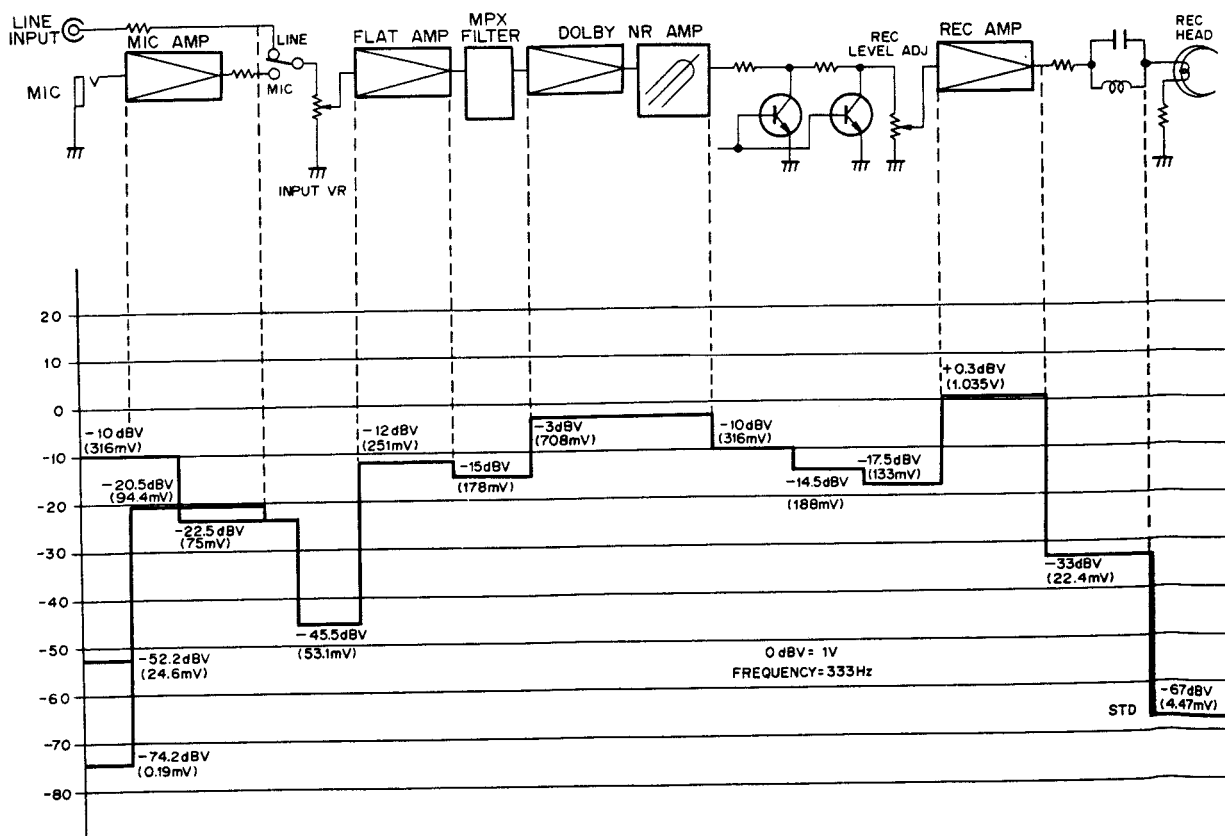 LINE
INPUT
MIC AMP
LINE
MIC
MIC
INPUT VR
FLAT AMP
MPX
FILTER
DOLBY NR AMP
REC
LEVEL ADJ
REC AMP
REC
HEAD
20
10
0
-10
-20
-30
-40
-50
-60
-70
-80
-10dBV
(316mV)
-20.5dBV
(94.4mV)
-22.5dBV
(75mV)
-52.2dBV
(24.6mV)
-74.2dBV
(0.19mV)
-45.5dBV
(53.1mV)
-12dBV
(251mV)
-15dBV
(178mV)
-3dBV
(708mV)
-10dBV
(316mV)
-14.5dBV
(188mV)
-17.5dBV
(133mV)
+0.3dBV
(1.035V)
-33dBV
(22.4mV)
0dBV=1V
FREQUENCY=333Hz
STD
-67dBV
(4.47mV)